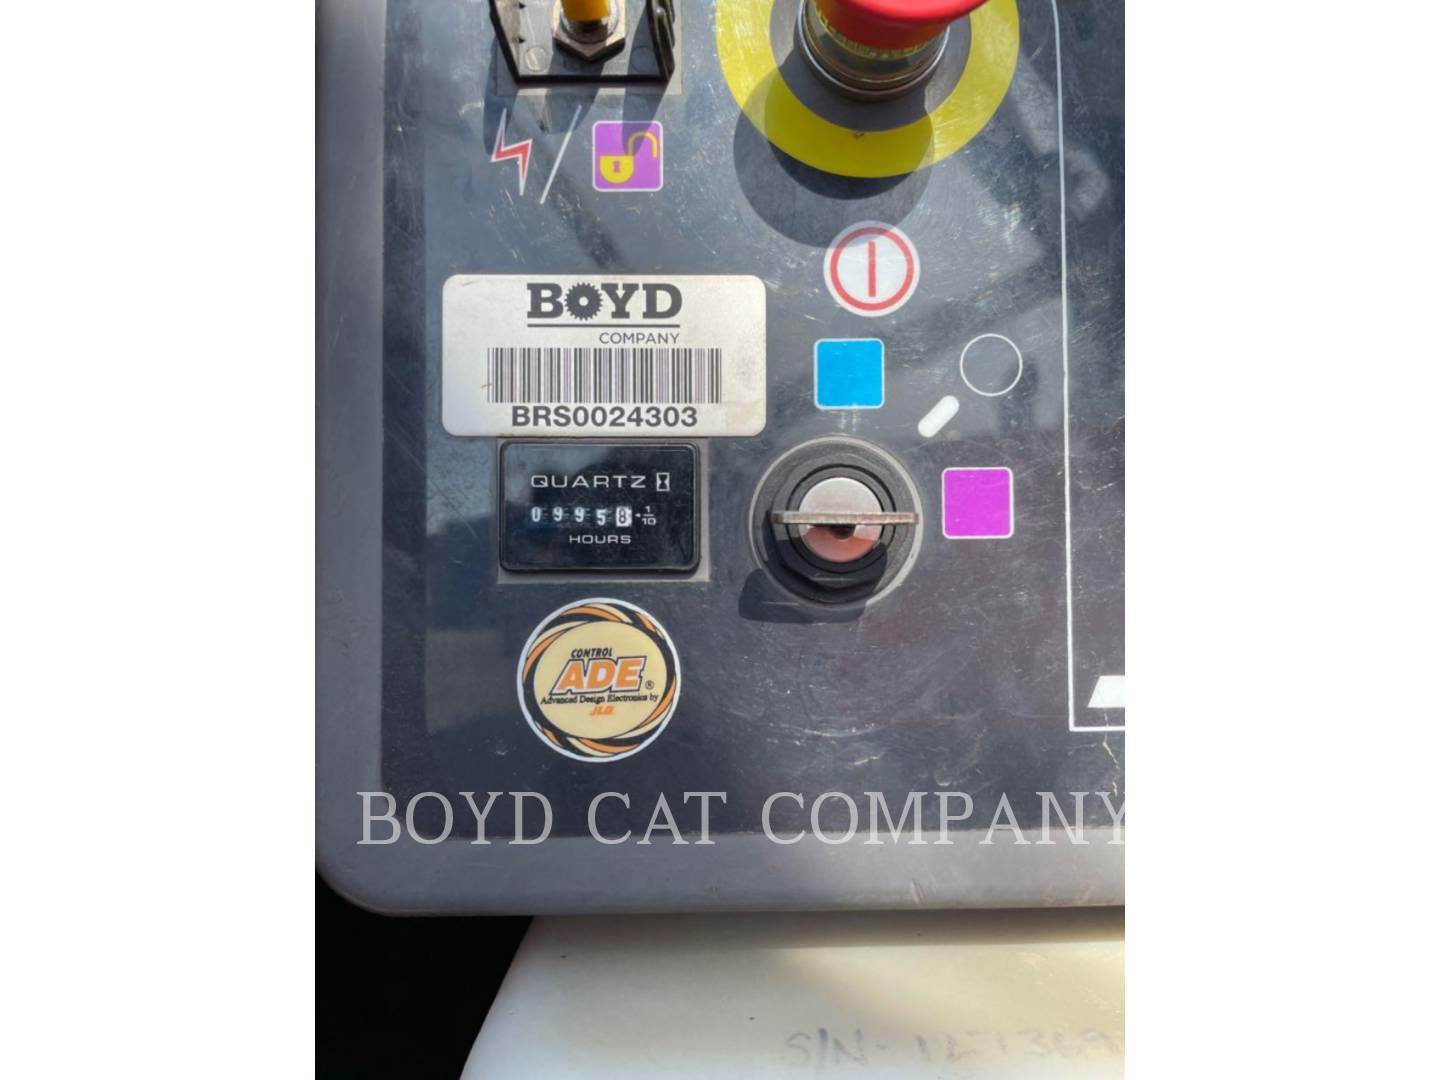 BOYD
COMPANY
BRS0024303
QUARTZ
09958 1/10
HOURS
CONTROL
ADE®
Advanced Design Electronics by
JLG
BOYD CAT COMPANY
S/N-